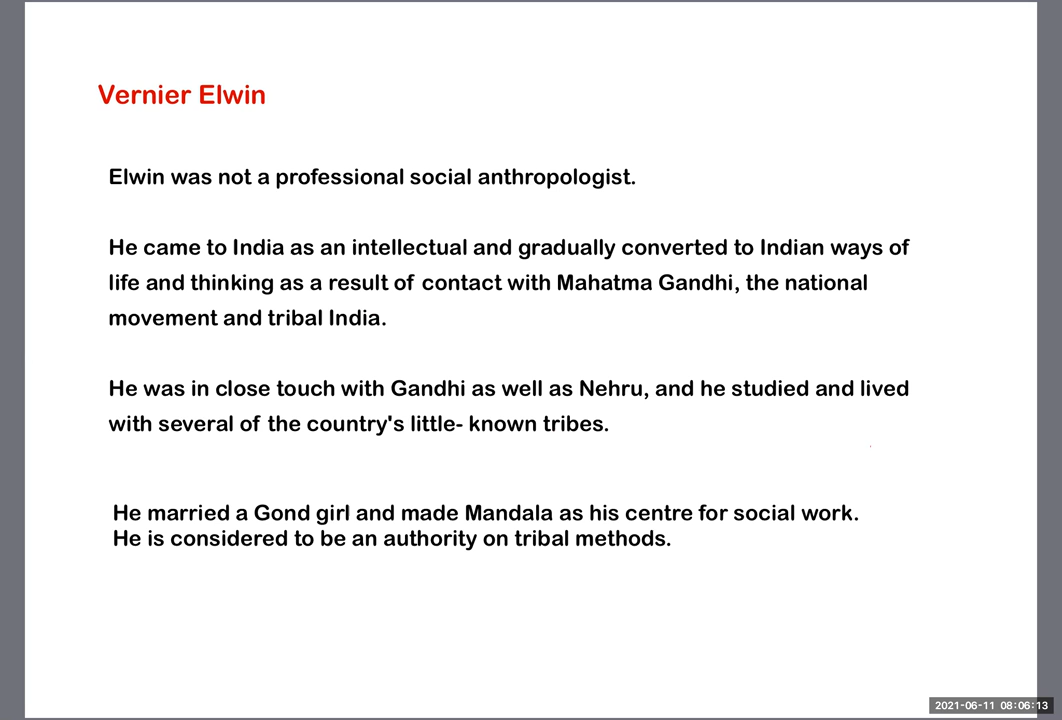 Vernier Elwin
Elwin was not a professional social anthropologist.
He came to India as an intellectual and gradually converted to Indian ways of
life and thinking as a result of contact with Mahatma Gandhi, the national
movement and tribal India.
He was in close touch with Gandhi as well as Nehru, and he studied and lived
with several of the country's little- known tribes.
He married a Gond girl and made Mandala as his centre for social work.
He is considered to be an authority on tribal methods.
2021-06-11 08:06:13